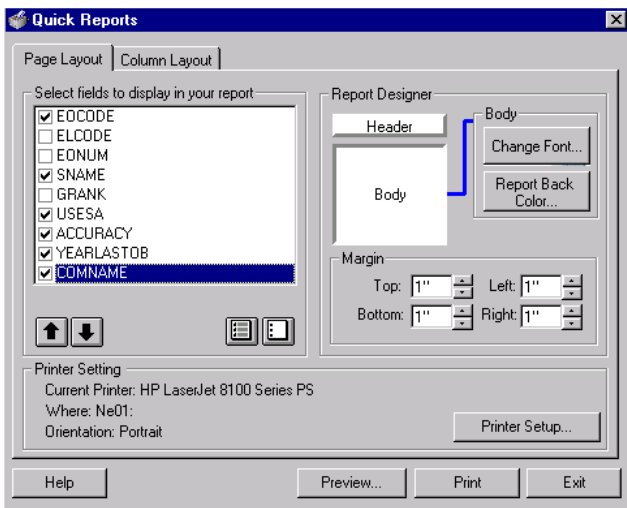 Quick Reports
Page Layout
Column Layout
Select fields to display in your report
EOCODE
ELCODE
EONUM
SNAME
GRANK
USESA
ACCURACY
YEARLASTOB
COMNAME
Report Designer
Header
Body
Body
Change Font...
Report Back
Color...
Margin
Top: 1" Left: 1"
Bottom: 1" Right: 1"
Printer Setting
Current Printer: HP LaserJet 8100 Series PS
Where: Ne01:
Orientation: Portrait
Printer Setup...
Help
Preview...
Print
Exit